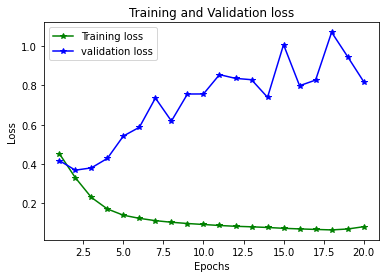 Training and Validation loss
Training loss
validation loss
1.0
0.8
0.6
0.4
0.2
Loss
2.5 5.0 7.5 10.0 12.5 15.0 17.5 20.0
Epochs